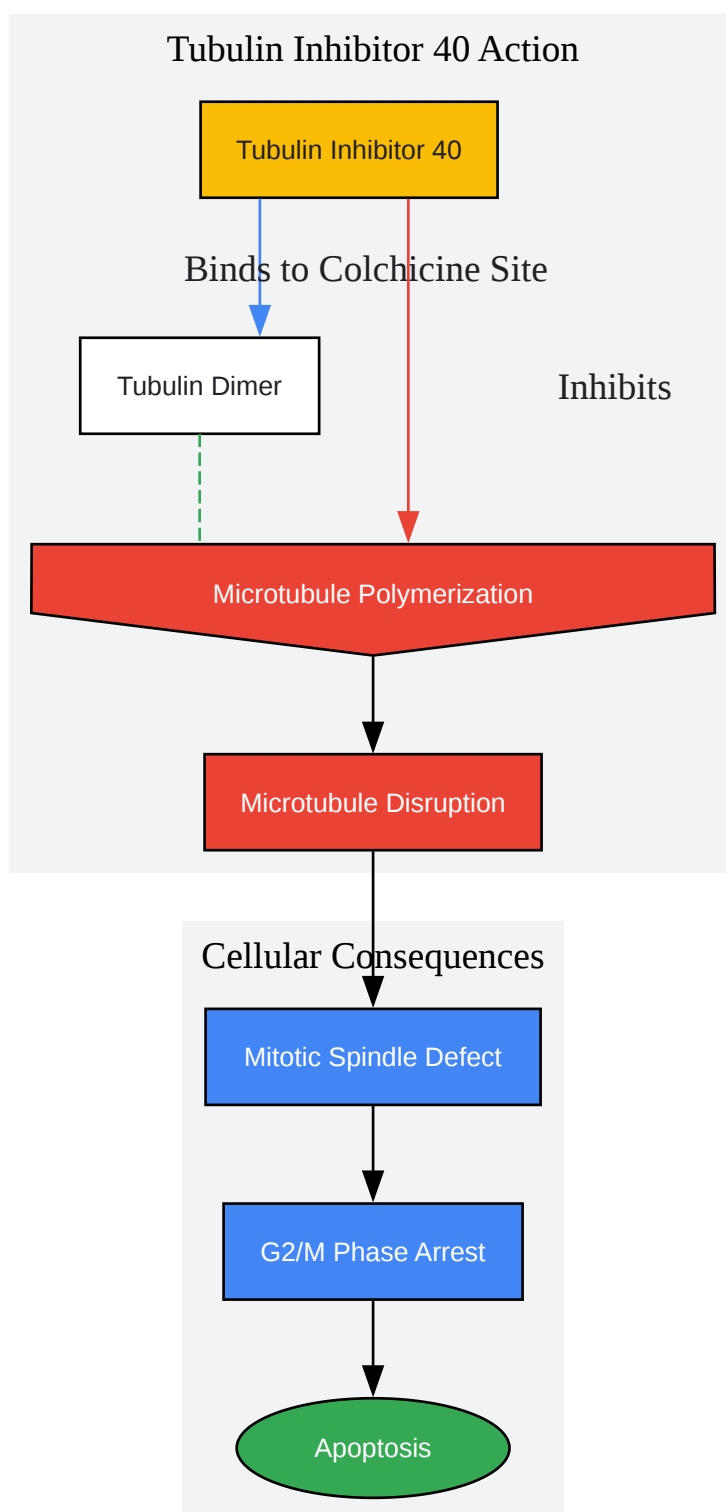 Tubulin Inhibitor 40 Action
Tubulin Inhibitor 40
Binds to Colchicine Site
Tubulin Dimer
Inhibits
Microtubule Polymerization
Microtubule Disruption
Cellular Consequences
Mitotic Spindle Defect
G2/M Phase Arrest
Apoptosis